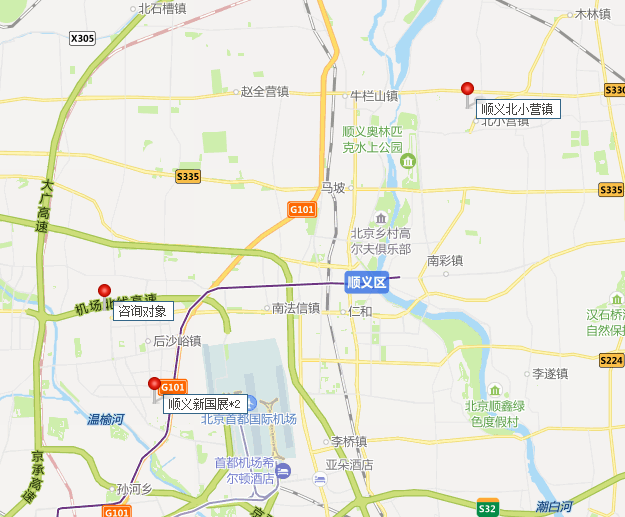 北石槽镇
木林镇
X305
S330
赵全营镇
牛栏山镇
顺义北小营镇
北小营镇
顺义奥林匹
克水上公园
S335
马坡
S335
大广高速
G101
北京乡村高
尔夫俱乐部
南彩镇
顺义区
机场北线高速
咨询对象
南法信镇
仁和
汉石桥湿
自然保护
后沙峪镇
S224
李遂镇
G101
顺义新国展*2
北京首都国际机场
北京顺鑫绿
色度假村
温榆河
李桥镇
京承高速
首都机场希
尔顿酒店
亚朵酒店
孙河乡
潮白河
G101
S32
京